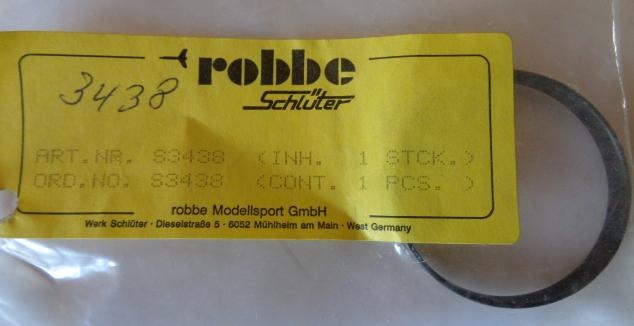 robbe
Schlüter
3438
ART.NR. S3438 (INH. 1 STCK.)
ORD.NO. S3438 (CONT. 1 PCS. )
robbe Modellsport GmbH
Werk Schlüter · Dieselstraße 5 · 6052 Mühlheim am Main · West Germany